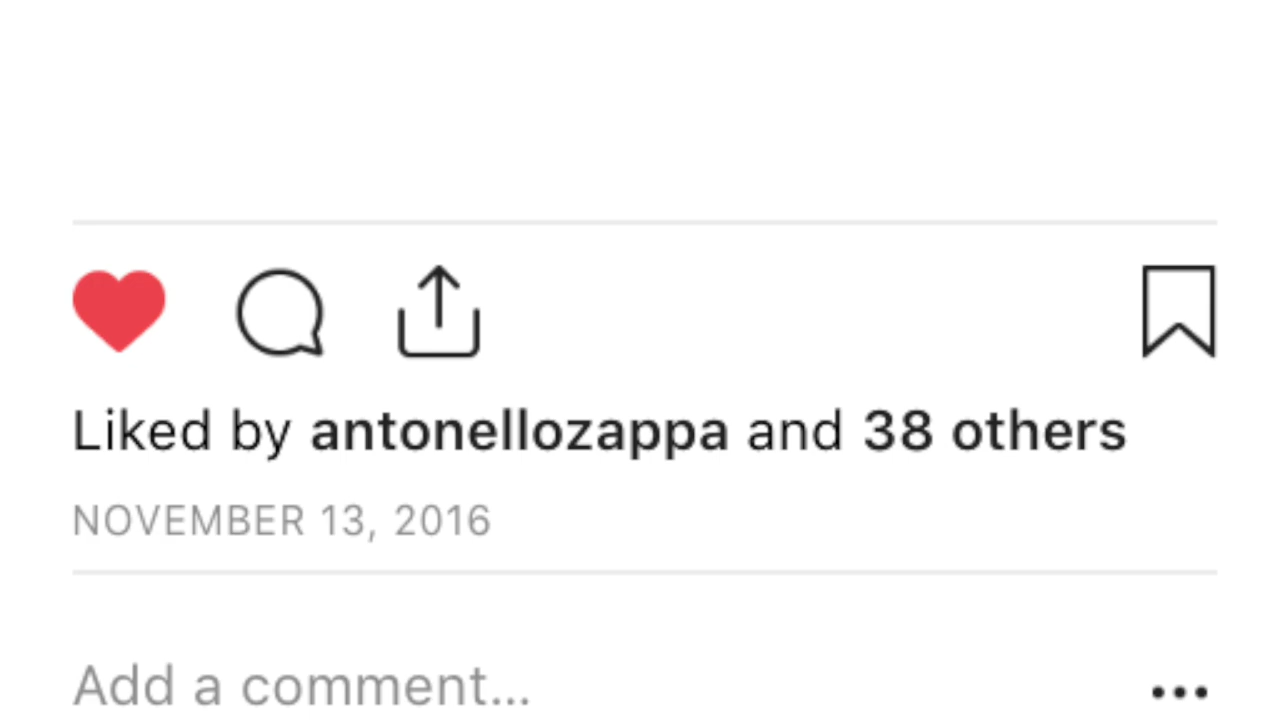 Liked by antonellozappa and 38 others
NOVEMBER 13, 2016
Add a comment...